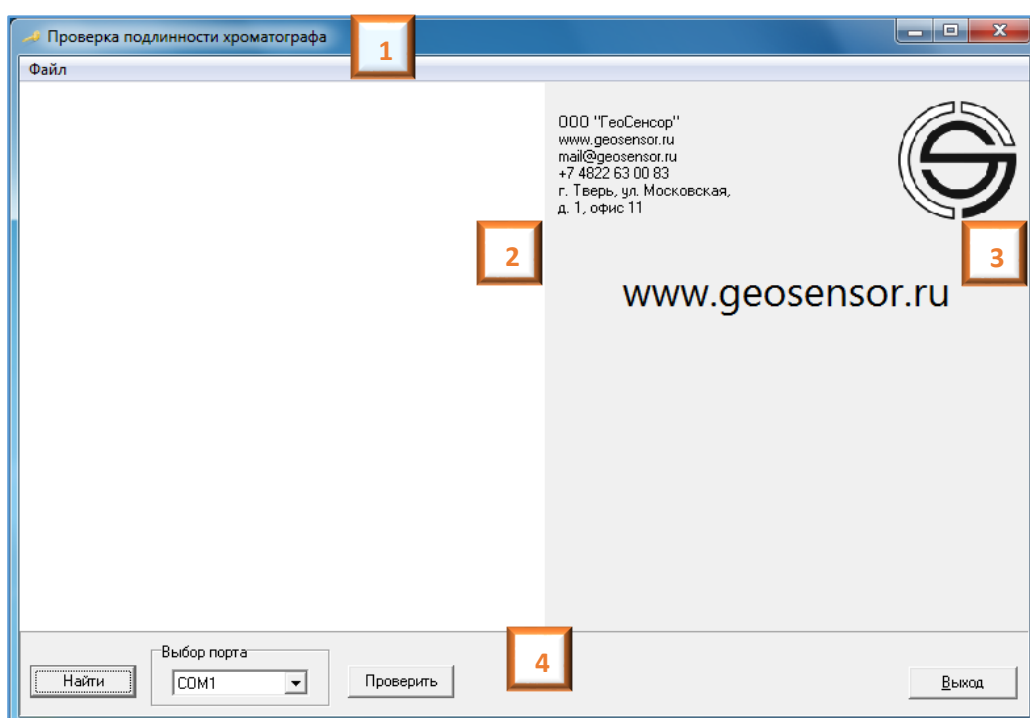 Проверка подлинности хроматографа
1
Файл
ООО "ГеоСенсор"
www.geosensor.ru
mail@geosensor.ru
+7 4822 63 00 83
г. Тверь, ул. Московская,
д. 1, офис 11
2
3
www.geosensor.ru
4
Выбор порта
Найти
COM1
Проверить
Выход